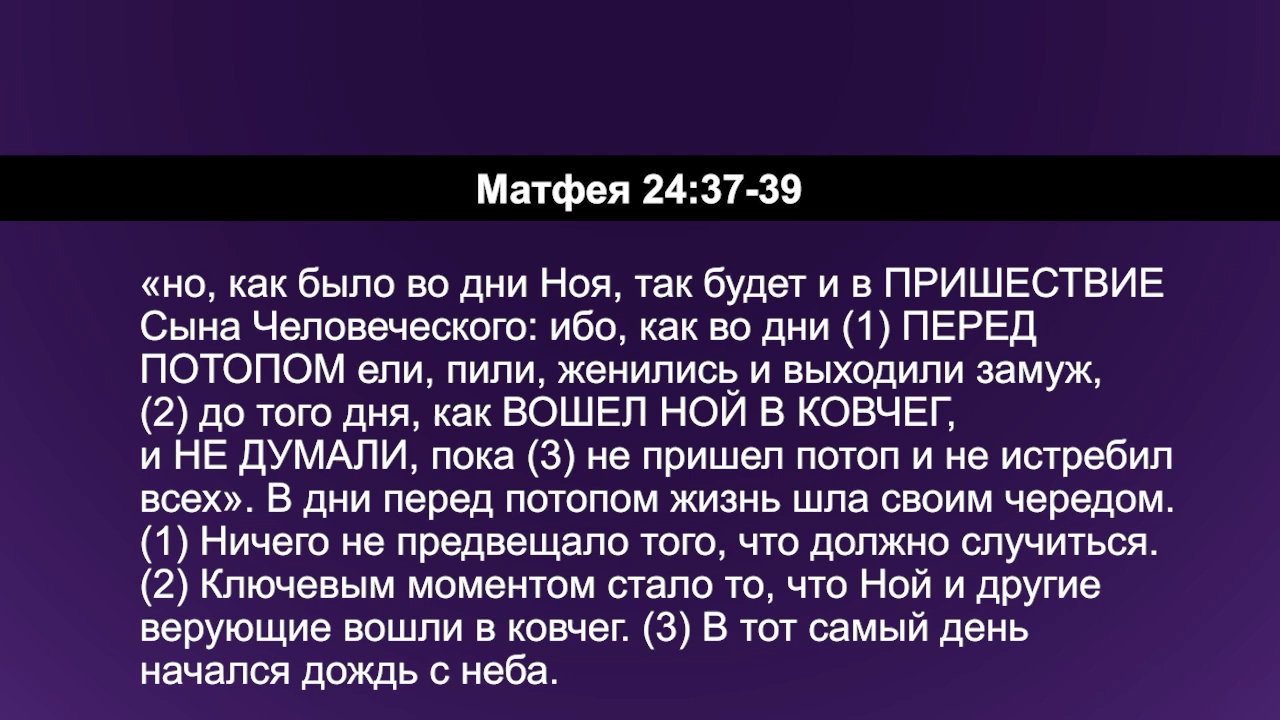 Матфея 24:37-39
«но, как было во дни Ноя, так будет и в ПРИШЕСТВИЕ
Сына Человеческого: ибо, как во дни (1) ПЕРЕД
ПОТОПОМ ели, пили, женились и выходили замуж,
(2) до того дня, как ВОШЕЛ НОЙ В КОВЧЕГ,
и НЕ ДУМАЛИ, пока (3) не пришел потоп и не истребил
всех». В дни перед потопом жизнь шла своим чередом.
(1) Ничего не предвещало того, что должно случиться.
(2) Ключевым моментом стало то, что Ной и другие
верующие вошли в ковчег. (3) В тот самый день
начался дождь с неба.